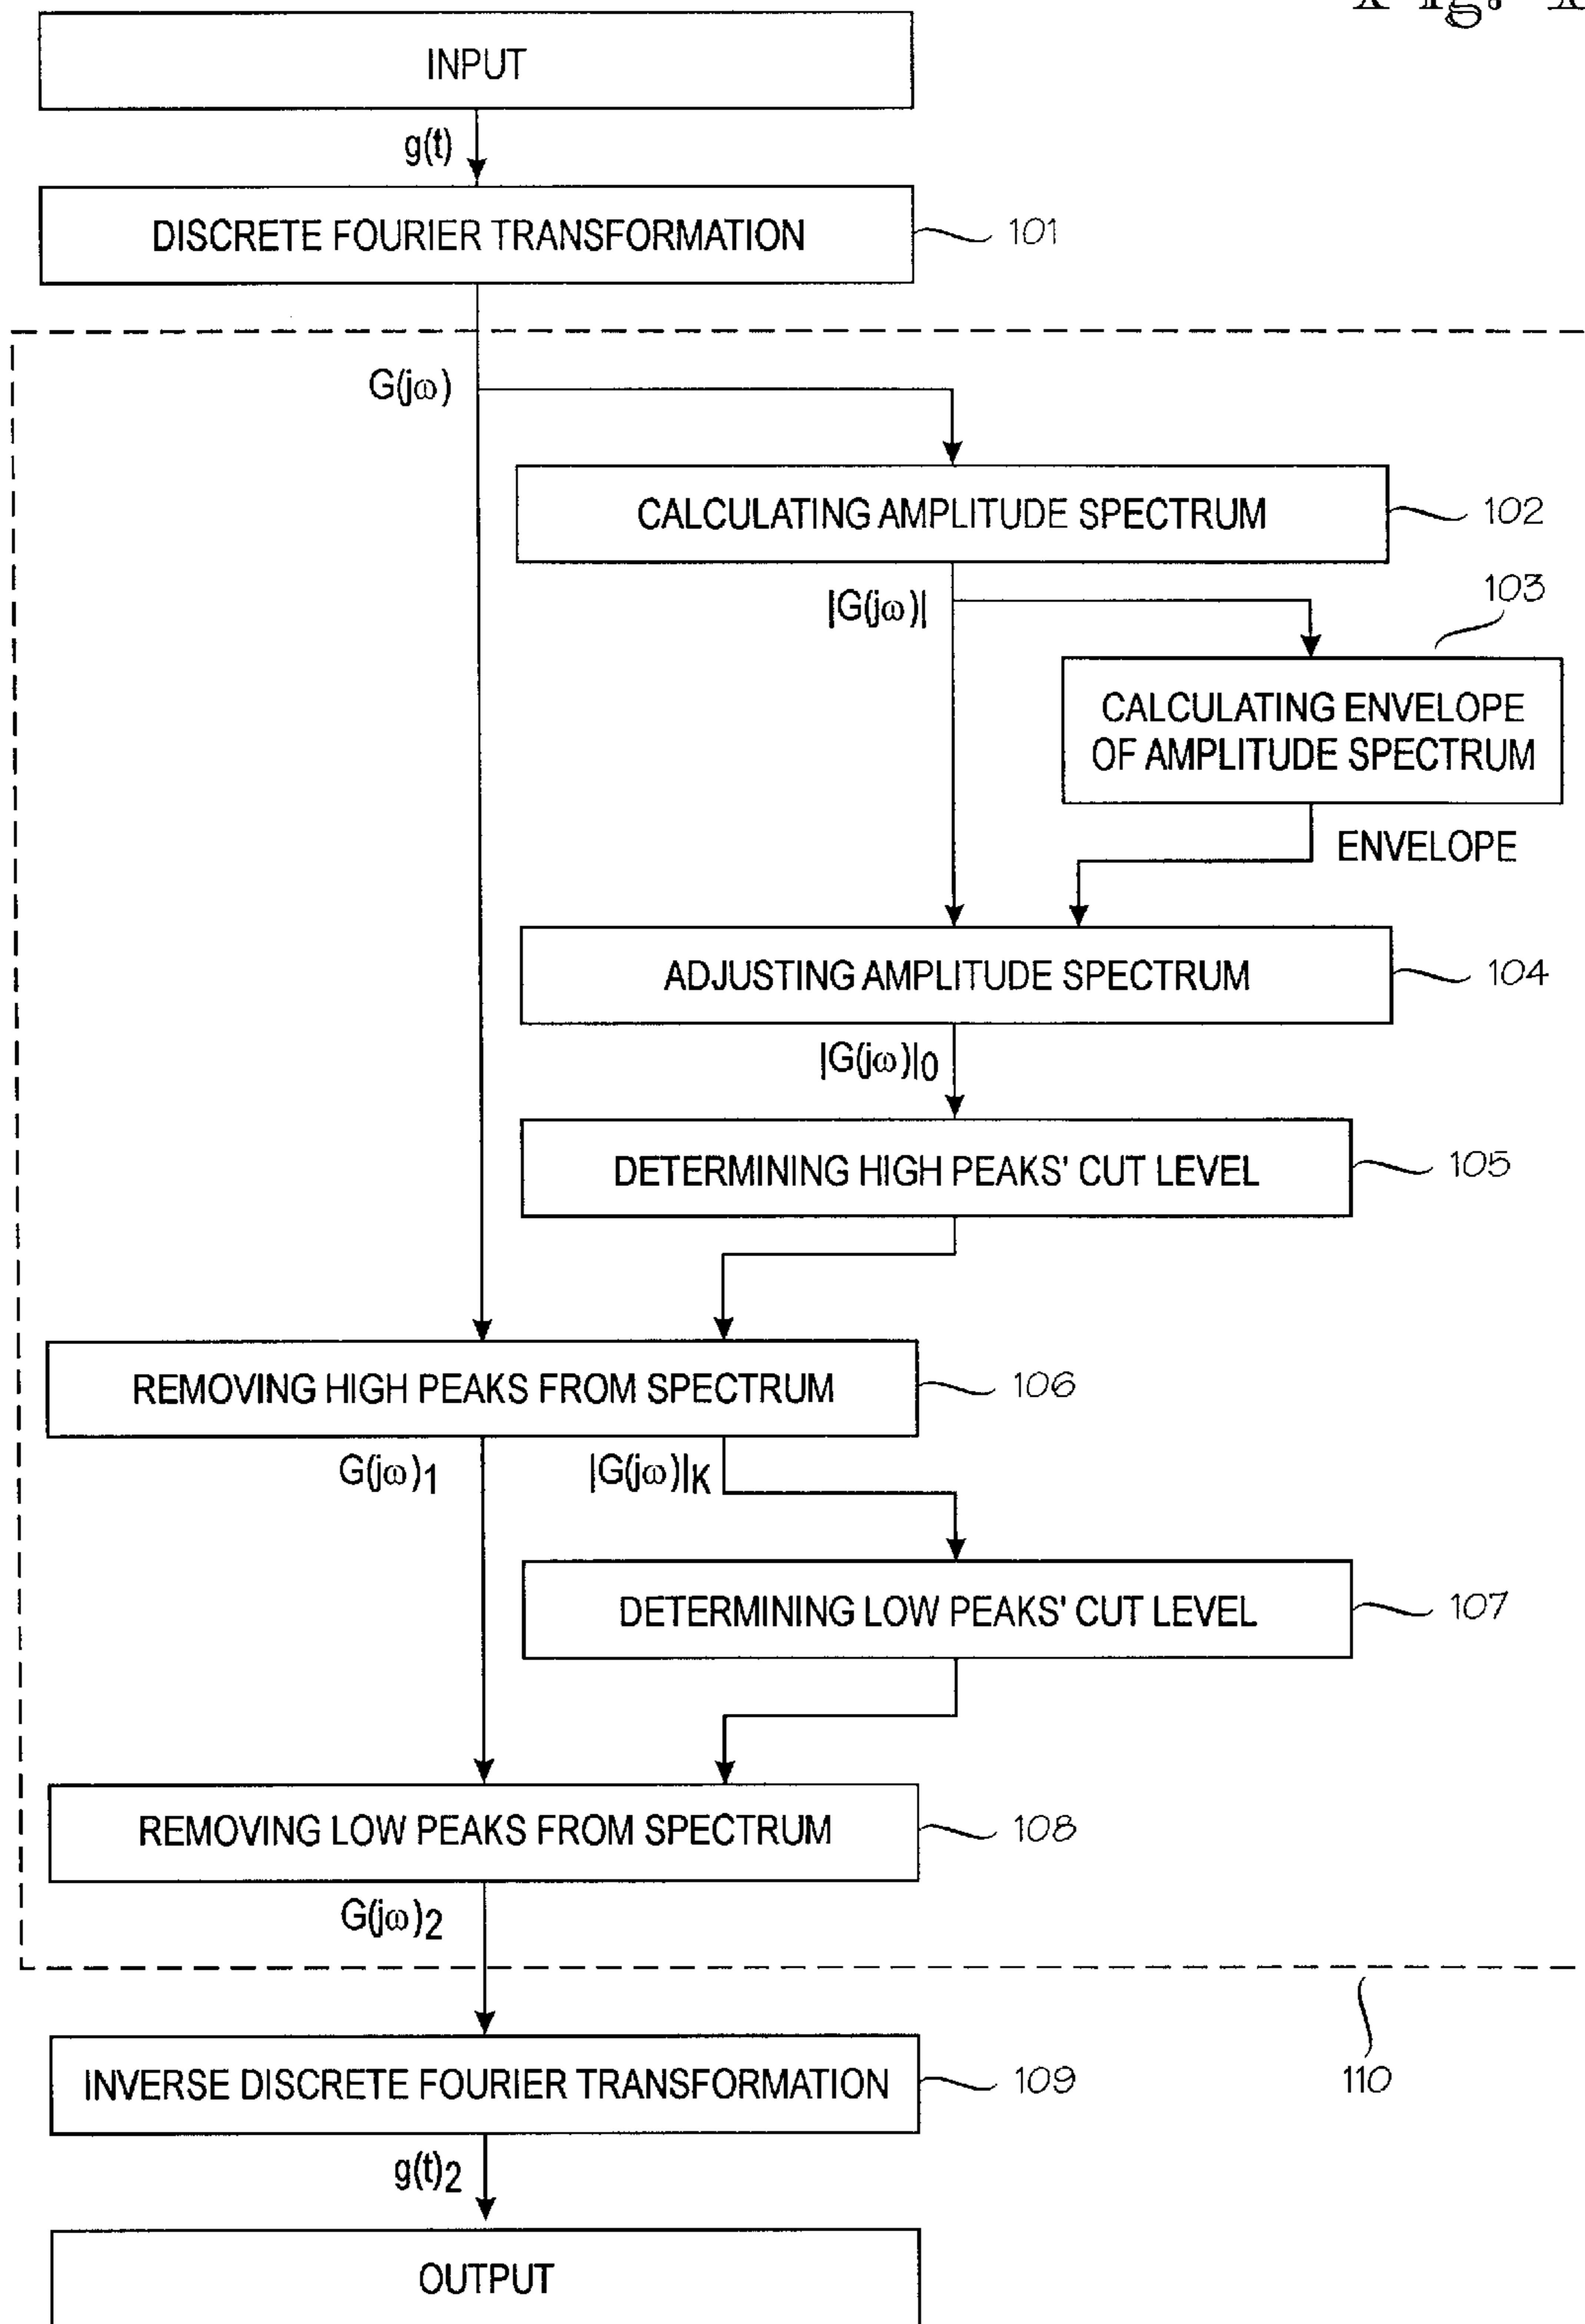 Fig.
INPUT
g(t)
DISCRETE FOURIER TRANSFORMATION
101
G(jω)
CALCULATING AMPLITUDE SPECTRUM
102
|G(jω)|
103
CALCULATING ENVELOPE
OF AMPLITUDE SPECTRUM
ENVELOPE
ADJUSTING AMPLITUDE SPECTRUM
104
|G(jω)|0
DETERMINING HIGH PEAKS' CUT LEVEL
105
REMOVING HIGH PEAKS FROM SPECTRUM
106
G(jω)1
|G(jω)|K
DETERMINING LOW PEAKS' CUT LEVEL
107
REMOVING LOW PEAKS FROM SPECTRUM
108
G(jω)2
INVERSE DISCRETE FOURIER TRANSFORMATION
109
110
g(t)2
OUTPUT